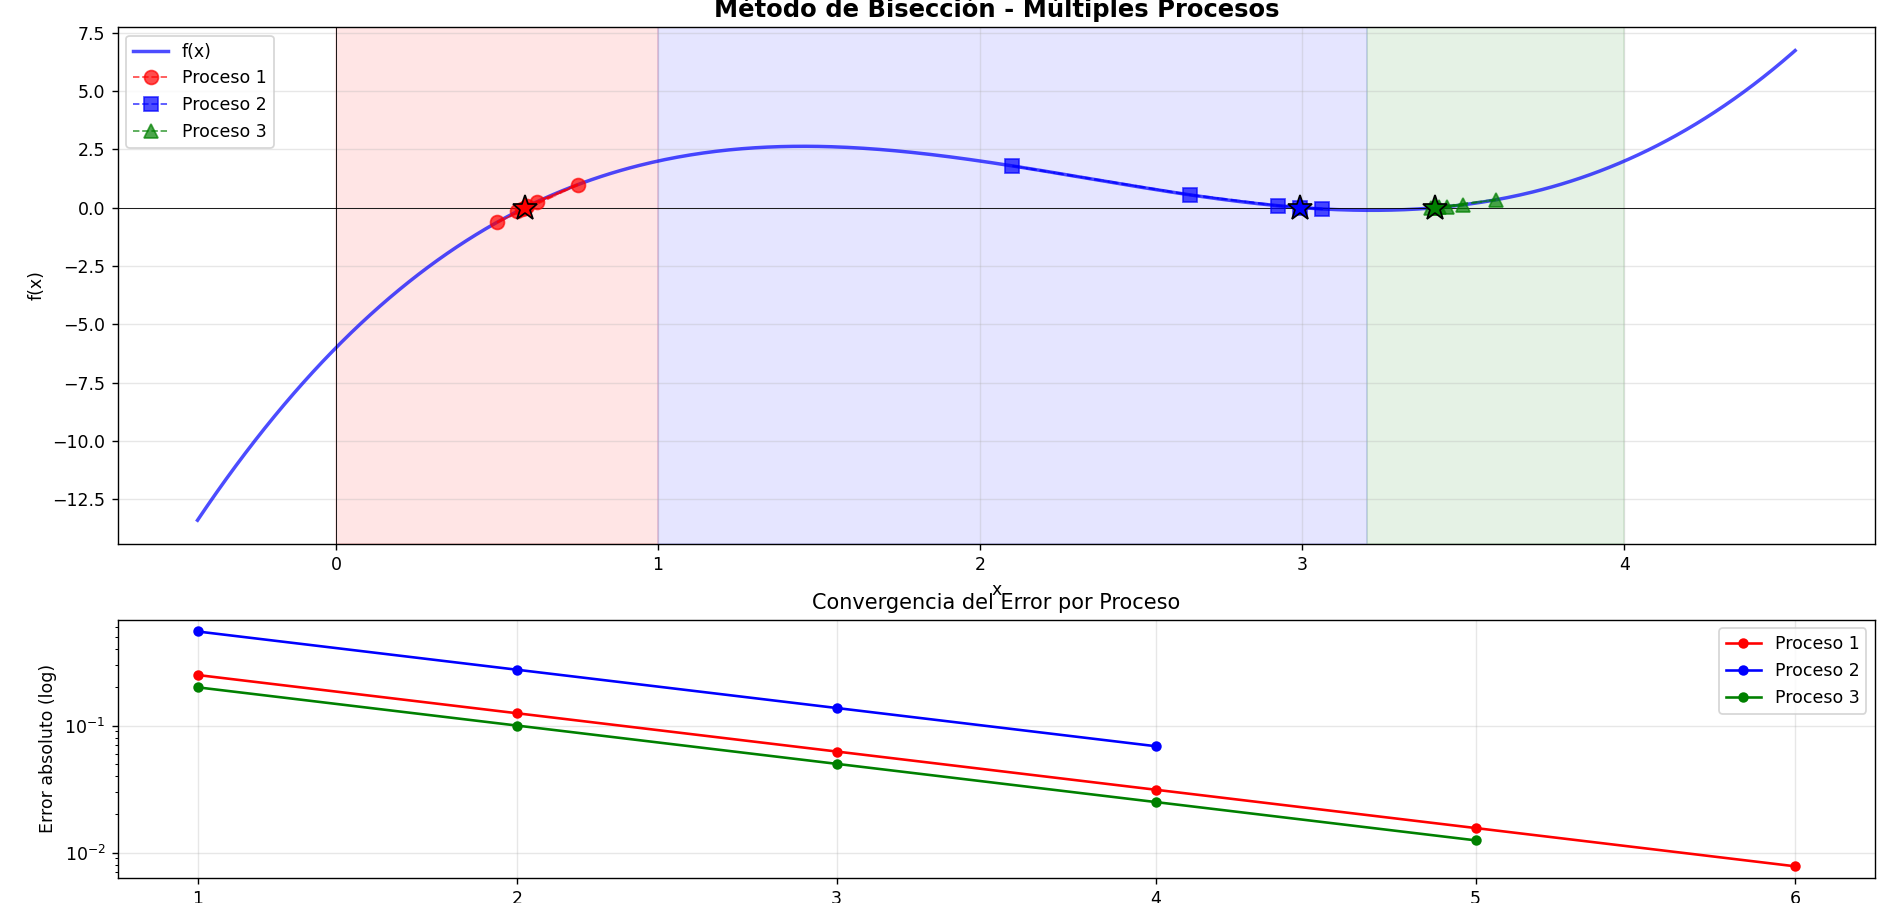 Método de Bisección - Múltiples Procesos
7.5
5.0
2.5
0.0
−2.5
−5.0
−7.5
−10.0
−12.5
f(x)
f(x)
Proceso 1
Proceso 2
Proceso 3
0 1 2 3 4
x
Convergencia del Error por Proceso
Error absoluto (log)
10⁻¹
10⁻²
Proceso 1
Proceso 2
Proceso 3
1 2 3 4 5 6